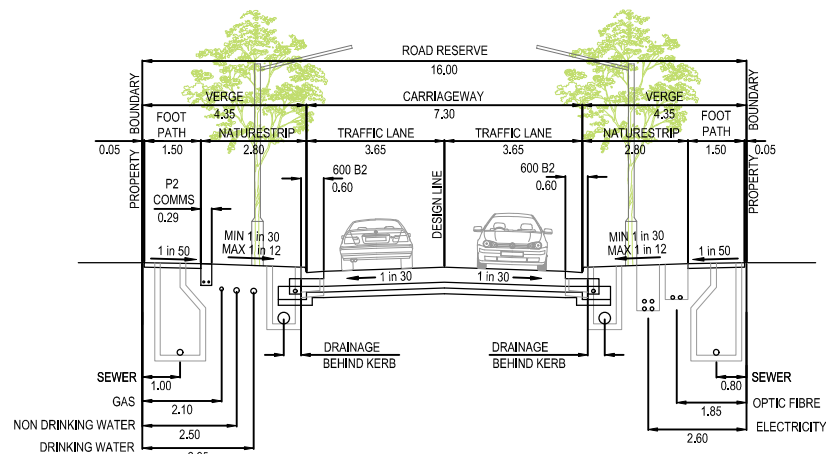 ROAD RESERVE
16.00
PROPERTY BOUNDARY
VERGE
4.35
CARRIAGEWAY
7.30
VERGE
4.35
PROPERTY BOUNDARY
FOOT
PATH
1.50
NATURESTRIP
2.80
TRAFFIC LANE
3.65
TRAFFIC LANE
3.65
NATURESTRIP
2.80
FOOT
PATH
1.50
0.05
0.05
P2
COMMS
0.29
600 B2
0.60
DESIGN LINE
600 B2
0.60
1 in 50
MIN 1 in 30
MAX 1 in 12
1 in 30
1 in 30
MIN 1 in 30
MAX 1 in 12
1 in 50
DRAINAGE
BEHIND KERB
DRAINAGE
BEHIND KERB
SEWER
1.00
0.80
SEWER
GAS
2.10
1.85
OPTIC FIBRE
NON DRINKING WATER
2.50
2.60
ELECTRICITY
DRINKING WATER